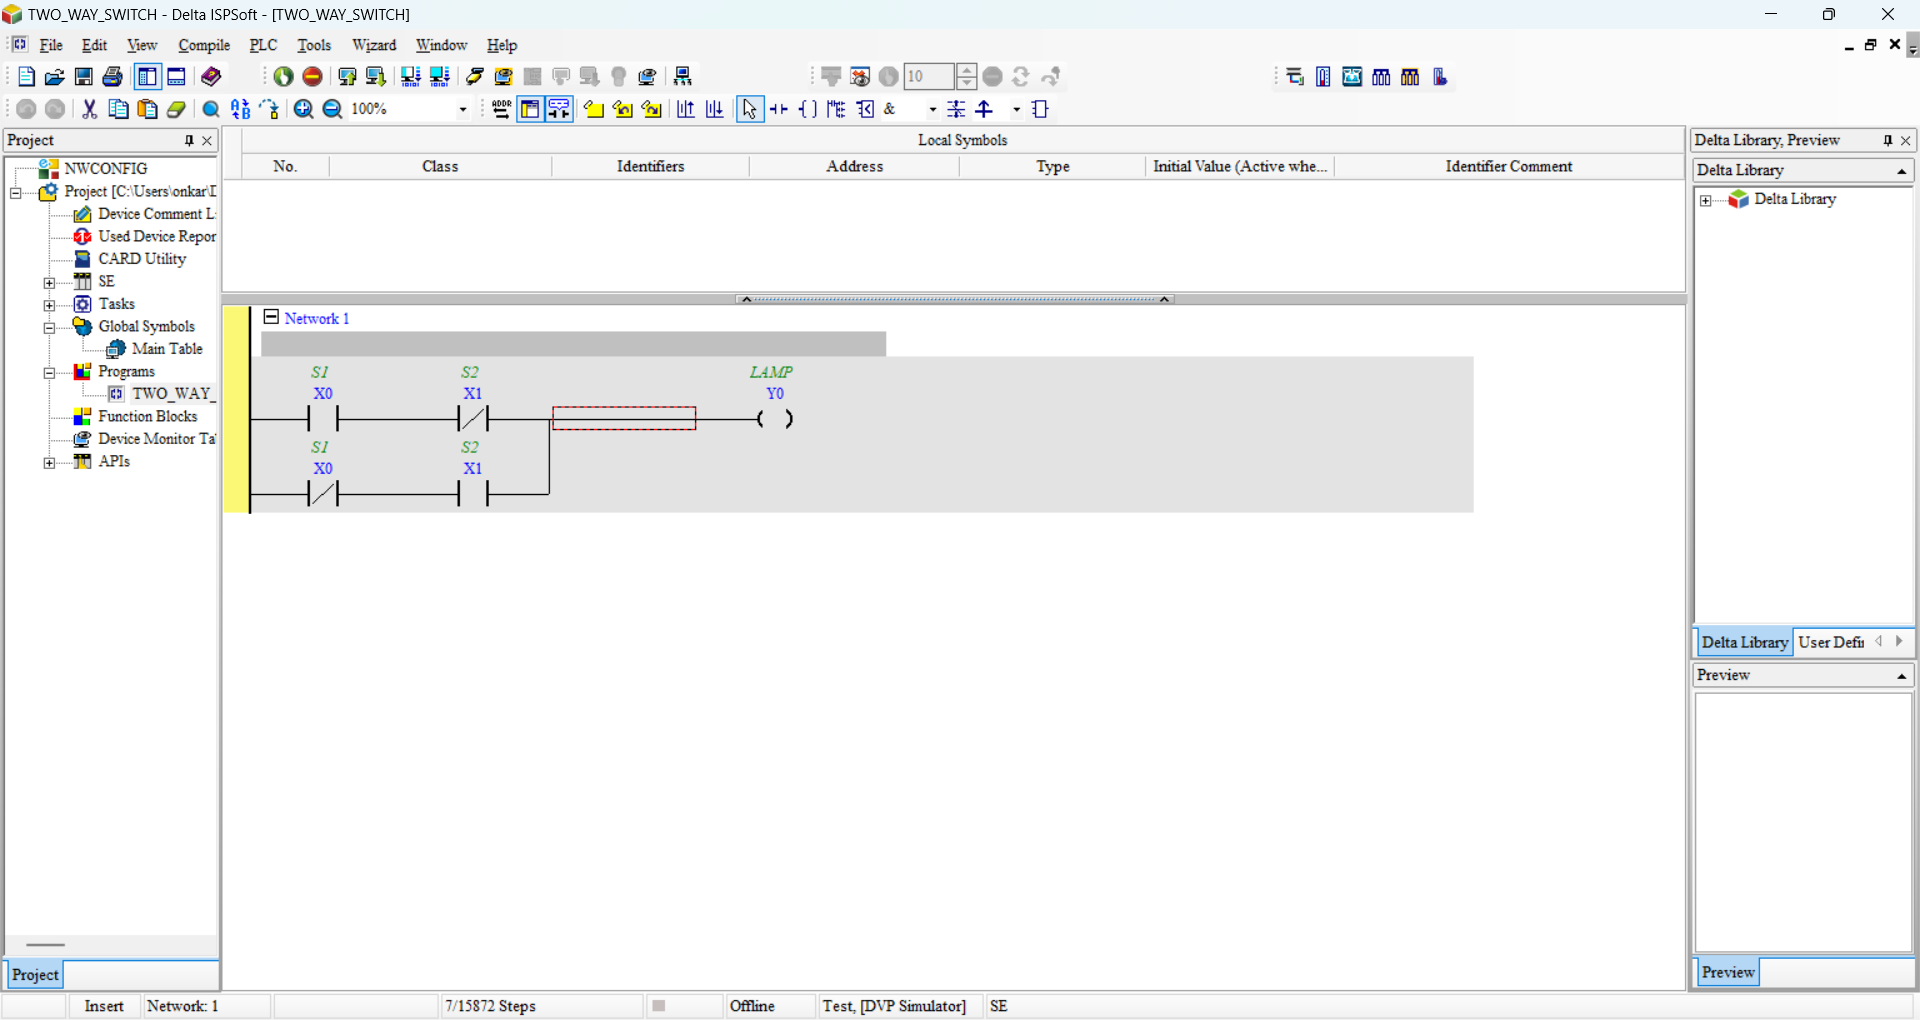 TWO_WAY_SWITCH - Delta ISPSoft - [TWO_WAY_SWITCH]
File Edit View Compile PLC Tools Wizard Window Help
10
100%
ADDR
&
Project
NWCONFIG
Project [C:\Users\onkar\D
Device Comment L
Used Device Repor
CARD Utility
SE
Tasks
Global Symbols
Main Table
Programs
TWO_WAY_
Function Blocks
Device Monitor Ta
APIs
Project
Local Symbols
No. Class Identifiers Address Type Initial Value (Active whe... Identifier Comment
Network 1
S1 S2 LAMP
X0 X1 Y0
S1 S2
X0 X1
Delta Library, Preview
Delta Library
Delta Library
Delta Library User Defin
Preview
Preview
Insert Network: 1 7/15872 Steps Offline Test, [DVP Simulator] SE